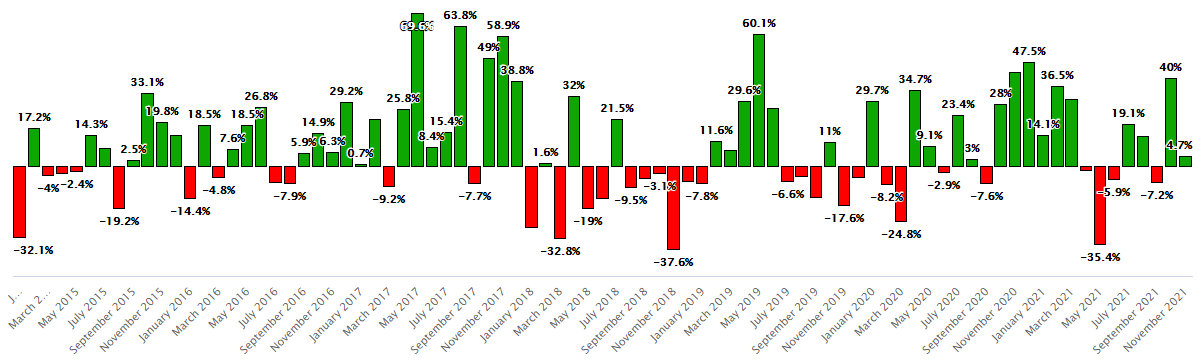 -32.1%
17.2%
-4%
-2.4%
14.3%
-19.2%
2.5%
33.1%
19.8%
-14.4%
18.5%
-4.8%
7.6%
18.5%
26.8%
-7.9%
5.9%
14.9%
6.3%
29.2%
0.7%
-9.2%
25.8%
69.6%
8.4%
15.4%
63.8%
-7.7%
49%
58.9%
38.8%
1.6%
-32.8%
32%
-19%
21.5%
-9.5%
-3.1%
-37.6%
-7.8%
11.6%
29.6%
60.1%
-6.6%
11%
-17.6%
29.7%
-8.2%
-24.8%
34.7%
9.1%
-2.9%
23.4%
3%
-7.6%
28%
47.5%
14.1%
36.5%
-35.4%
-5.9%
19.1%
-7.2%
40%
4.7%
J...
March 2...
May 2015
July 2015
September 2015
November 2015
January 2016
March 2016
May 2016
July 2016
September 2016
November 2016
January 2017
March 2017
May 2017
July 2017
September 2017
November 2017
January 2018
March 2018
May 2018
July 2018
September 2018
November 2018
January 2019
March 2019
May 2019
July 2019
September 2019
November 2019
January 2020
March 2020
May 2020
July 2020
September 2020
November 2020
January 2021
March 2021
May 2021
July 2021
September 2021
November 2021